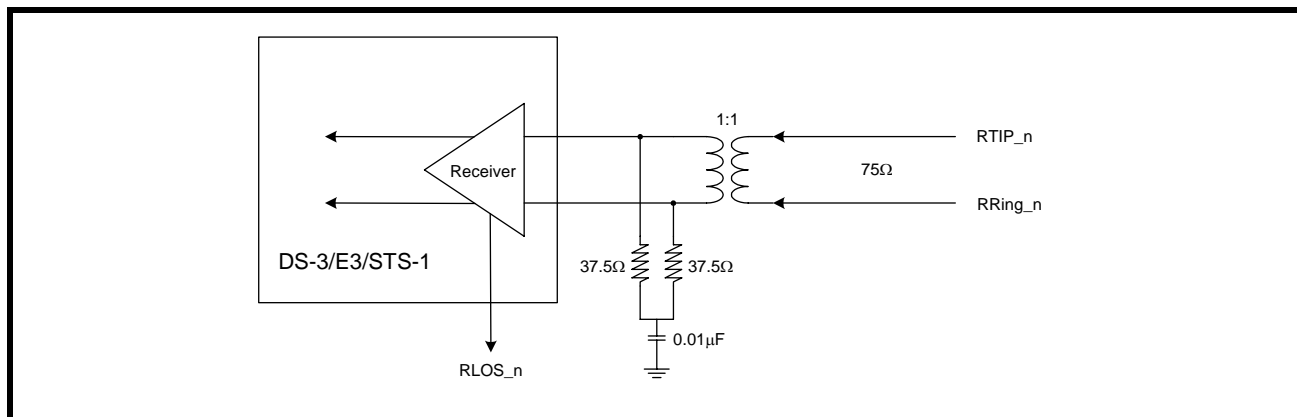 1:1
RTIP_n
Receiver
75Ω
RRing_n
DS-3/E3/STS-1
37.5Ω
37.5Ω
0.01μF
RLOS_n